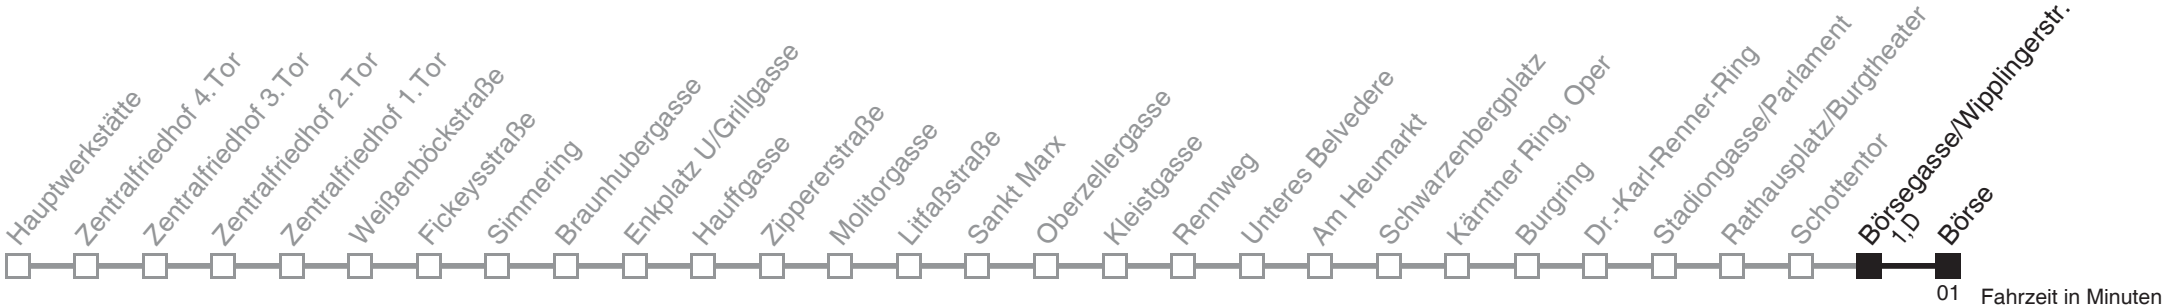 Hauptwerkstätte
Zentralfriedhof 4.Tor
Zentralfriedhof 3.Tor
Zentralfriedhof 2.Tor
Zentralfriedhof 1.Tor
Weißenböckstraße
Fickeysstraße
Simmering
Braunhubergasse
Enkplatz U/Grillgasse
Hauffgasse
Zippererstraße
Molitorgasse
Litfaßstraße
Sankt Marx
Oberzellergasse
Kleistgasse
Rennweg
Unteres Belvedere
Am Heumarkt
Schwarzenbergplatz
Kärntner Ring, Oper
Burgring
Dr.-Karl-Renner-Ring
Stadiongasse/Parlament
Rathausplatz/Burgtheater
Schottentor
Börsegasse/Wipplingerstr.
1,D
Börse
01
Fahrzeit in Minuten